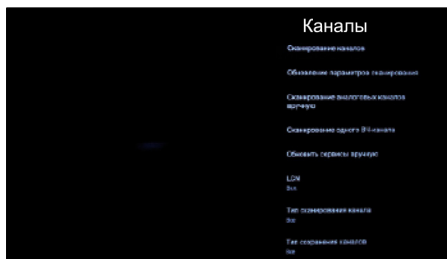 Каналы
Сканирование каналов
Обновление параметров сканирования
Сканирование аналоговых каналов
вручную
Сканирование одного ВЧ-канала
Обновить сервисы вручную
LCN
Тип сканирования канала
Тип сохранения каналов